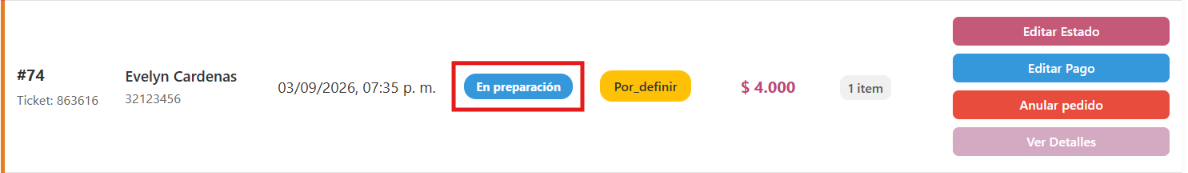 #74
Ticket: 863616
Evelyn Cardenas
32123456
03/09/2026, 07:35 p. m.
En preparación
Por_definir
$ 4.000
1 item
Editar Estado
Editar Pago
Anular pedido
Ver Detalles